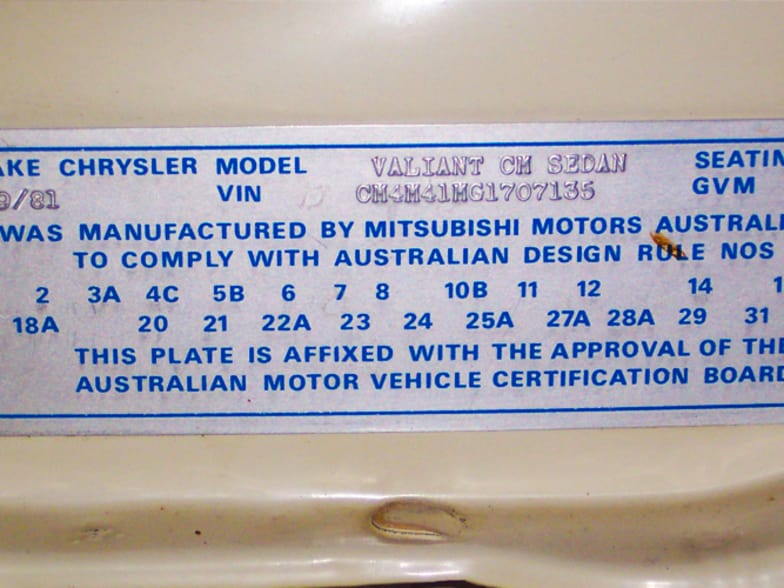 AKE CHRYSLER MODEL VALIANT CM SEDAN SEATIN
9/81 VIN CM4M41MG1707135 GVM
WAS MANUFACTURED BY MITSUBISHI MOTORS AUSTRALI
TO COMPLY WITH AUSTRALIAN DESIGN RULE NOS
2 3A 4C 5B 6 7 8 10B 11 12 14 1
18A 20 21 22A 23 24 25A 27A 28A 29 31
THIS PLATE IS AFFIXED WITH THE APPROVAL OF THE
AUSTRALIAN MOTOR VEHICLE CERTIFICATION BOARD